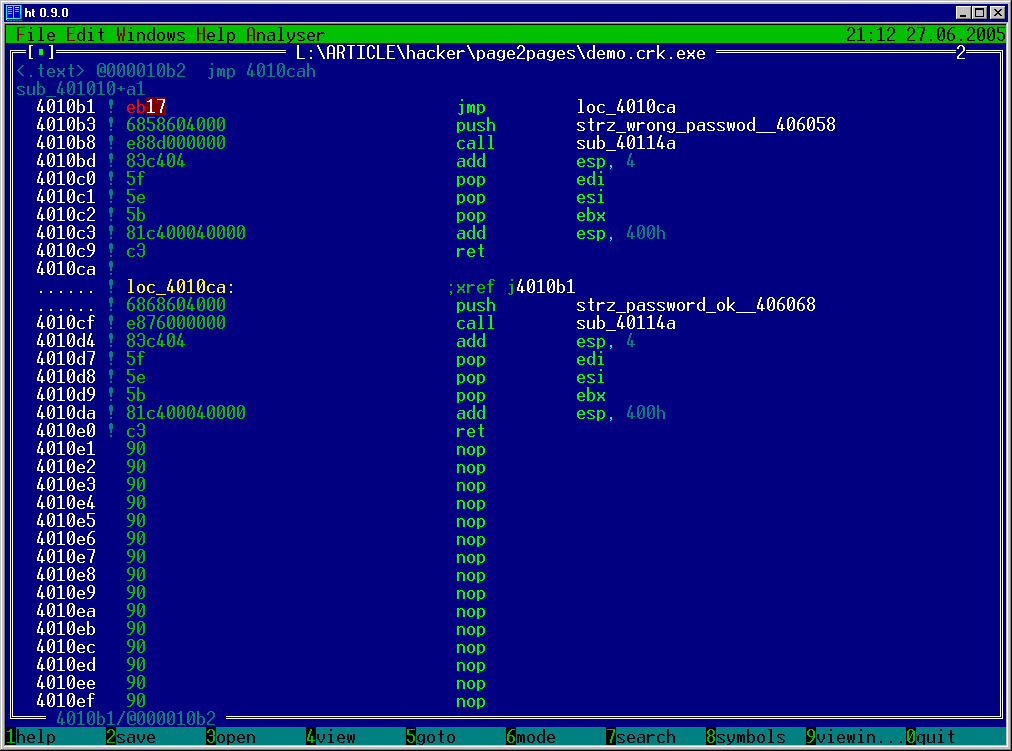 ht 0.9.0
File Edit Windows Help Analyser 21:12 27.06.2005
[▪] L:\ARTICLE\hacker\page2pages\demo.crk.exe 2
<.text> @000010b2 jmp 4010cah
sub_401010+a1
4010b1 ! eb17 jmp loc_4010ca
4010b3 ! 6858604000 push strz_wrong_passwod__406058
4010b8 ! e88d000000 call sub_40114a
4010bd ! 83c404 add esp, 4
4010c0 ! 5f pop edi
4010c1 ! 5e pop esi
4010c2 ! 5b pop ebx
4010c3 ! 81c400040000 add esp, 400h
4010c9 ! c3 ret
4010ca !
...... ! loc_4010ca: ;xref j4010b1
...... ! 6868604000 push strz_password_ok__406068
4010cf ! e876000000 call sub_40114a
4010d4 ! 83c404 add esp, 4
4010d7 ! 5f pop edi
4010d8 ! 5e pop esi
4010d9 ! 5b pop ebx
4010da ! 81c400040000 add esp, 400h
4010e0 ! c3 ret
4010e1 90 nop
4010e2 90 nop
4010e3 90 nop
4010e4 90 nop
4010e5 90 nop
4010e6 90 nop
4010e7 90 nop
4010e8 90 nop
4010e9 90 nop
4010ea 90 nop
4010eb 90 nop
4010ec 90 nop
4010ed 90 nop
4010ee 90 nop
4010ef 90 nop
4010b1/@000010b2
1help 2save 3open 4view 5goto 6mode 7search 8symbols 9viewin... 0quit